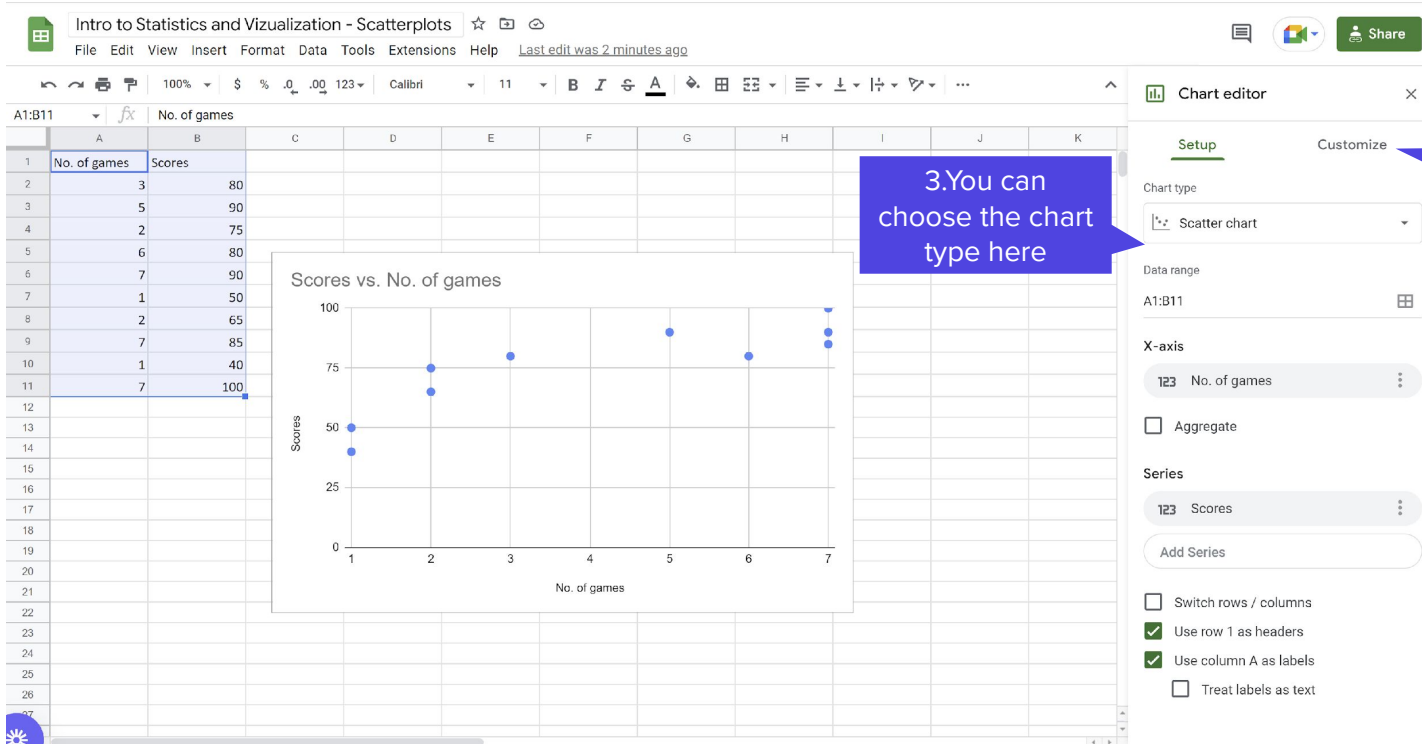 Intro to Statistics and Vizualization - Scatterplots
File Edit View Insert Format Data Tools Extensions Help Last edit was 2 minutes ago
Share
100% $ % .0 .00 123 Calibri 11 B I S A
A1:B11 fx No. of games
A B C D E F G H I J K
1 No. of games Scores
2 3 80
3 5 90
4 2 75
5 6 80
6 7 90
7 1 50
8 2 65
9 7 85
10 1 40
11 7 100
12
13
14
15
16
17
18
19
20
21
22
23
24
25
26
27
Scores vs. No. of games
100
75
50
25
0
Scores
1 2 3 4 5 6 7
No. of games
3.You can
choose the chart
type here
Chart editor
Setup Customize
Chart type
Scatter chart
Data range
A1:B11
X-axis
123 No. of games
Aggregate
Series
123 Scores
Add Series
Switch rows / columns
Use row 1 as headers
Use column A as labels
Treat labels as text